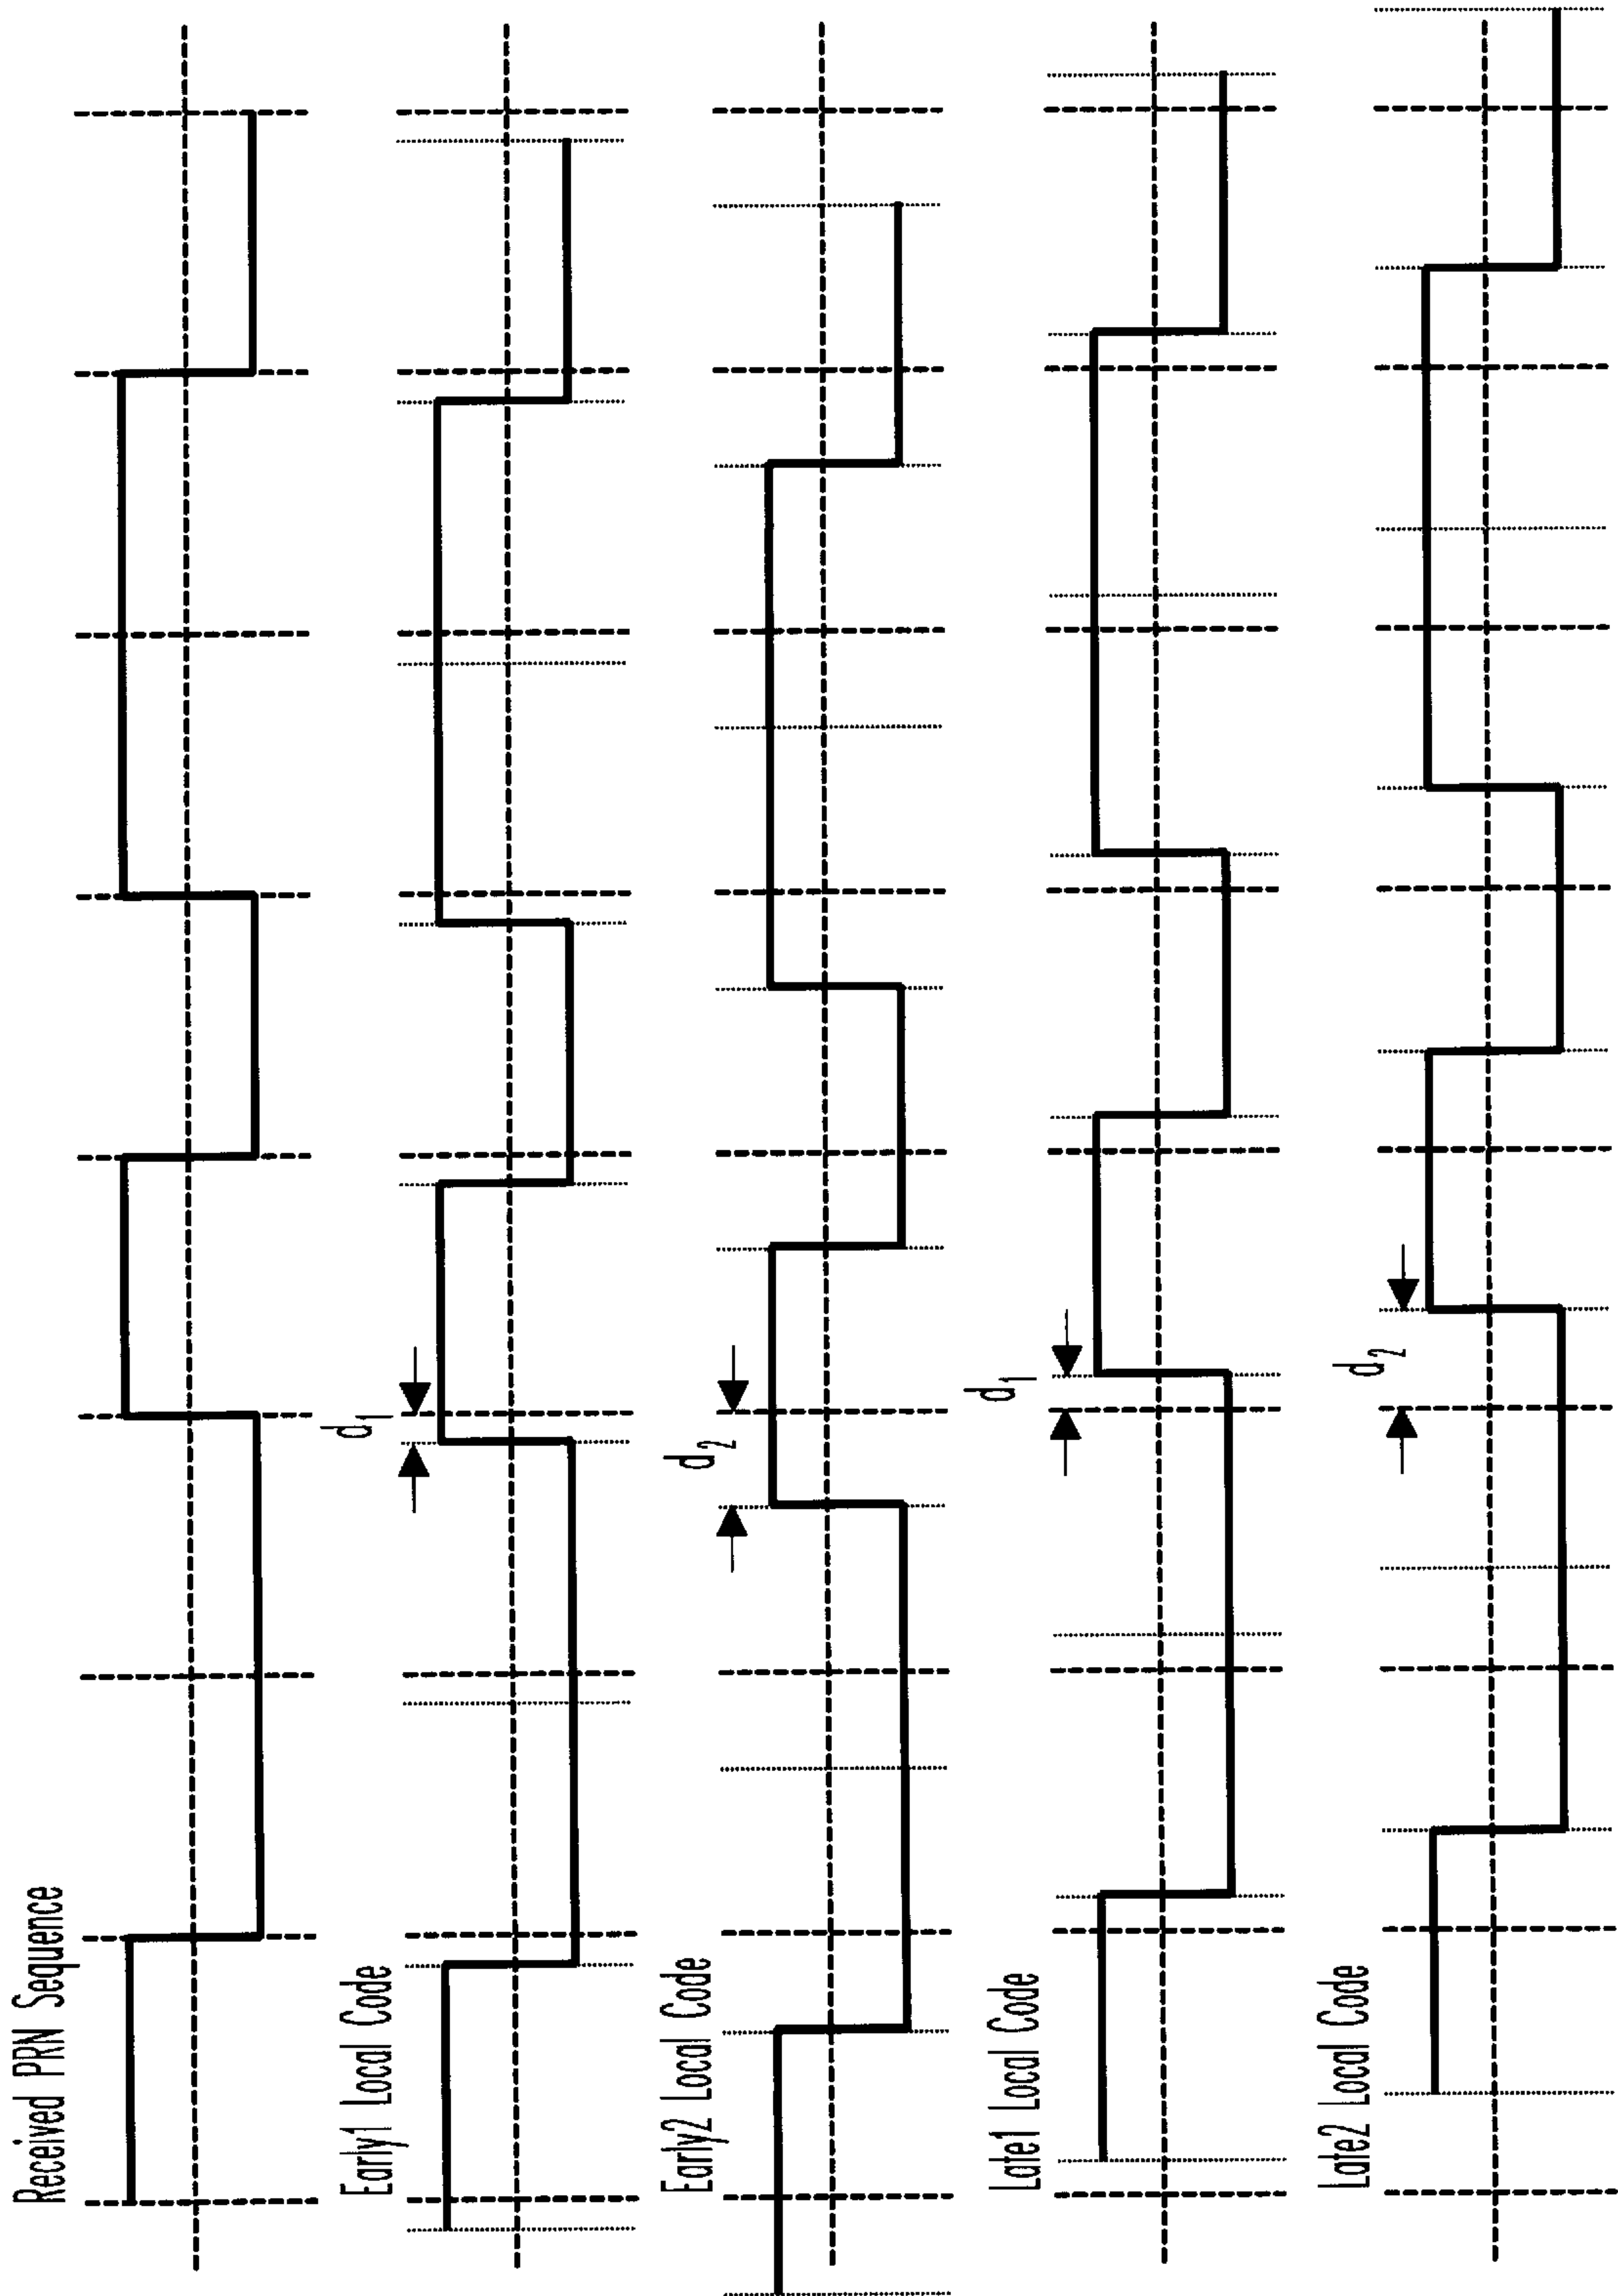 Received PRN Sequence
Early1 Local Code
d1
Early2 Local Code
d2
Late1 Local Code
d1
Late2 Local Code
d2